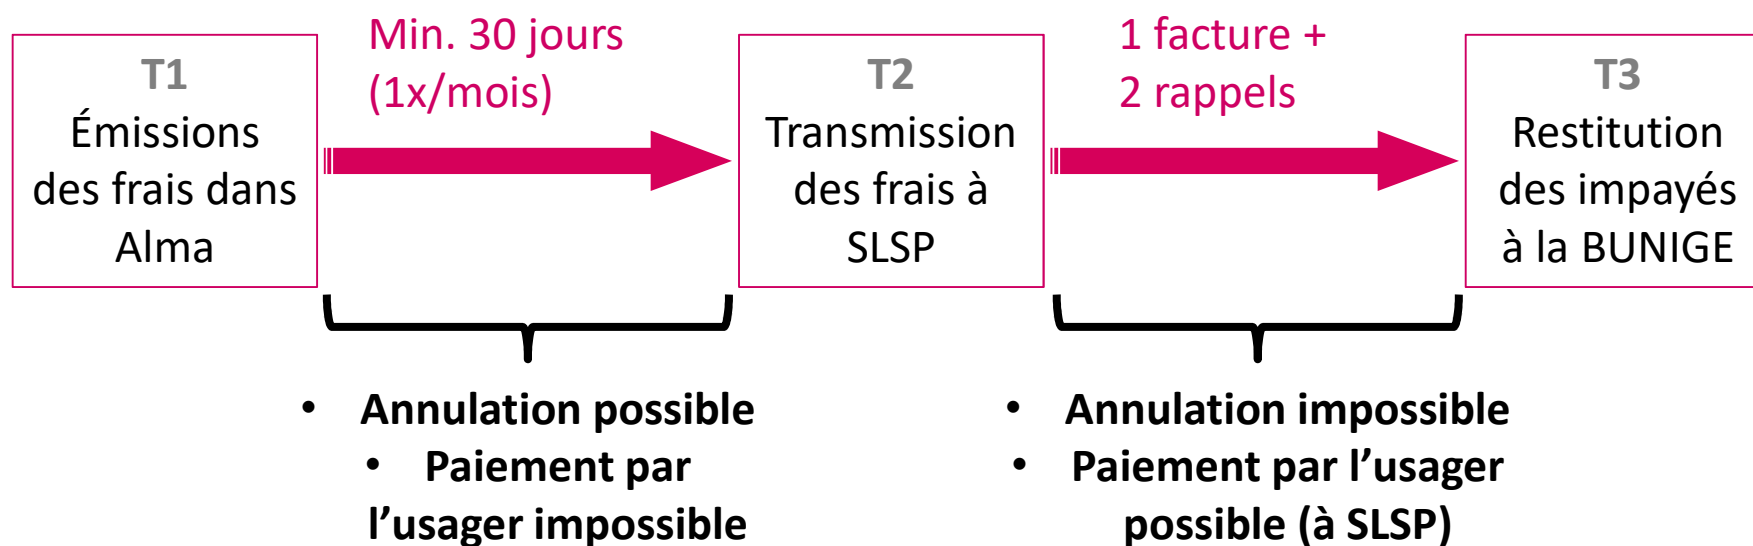 T1
Émissions
des frais dans
Alma
Min. 30 jours
(1x/mois)
T2
Transmission
des frais à
SLSP
1 facture +
2 rappels
T3
Restitution
des impayés
à la BUNIGE
• Annulation possible
• Paiement par
l’usager impossible
• Annulation impossible
• Paiement par l’usager
possible (à SLSP)